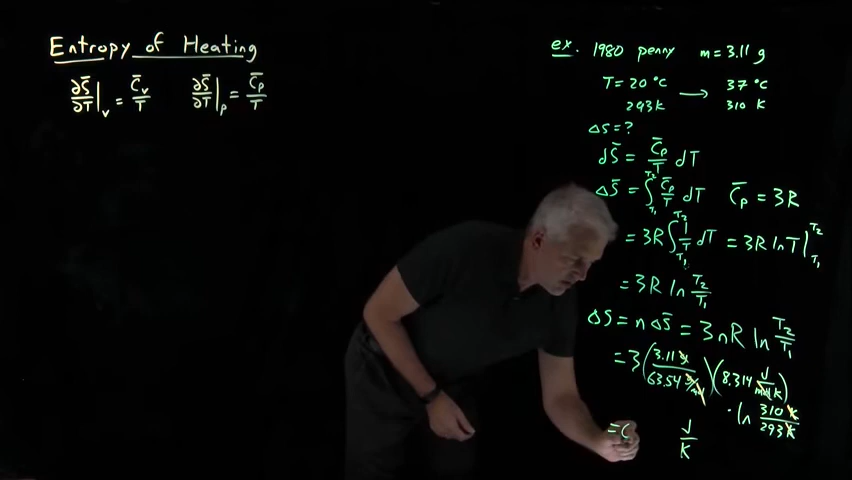 Entropy of Heating
∂S̄/∂T|v = C̄v/T ∂S̄/∂T|p = C̄p/T
ex. 1980 penny m = 3.11 g
T = 20 °C → 37 °C
293 K 310 K
ΔS = ?
dS̄ = C̄p/T dT
ΔS̄ = ∫T₁T₂ C̄p/T dT C̄p = 3R
= 3R ∫T₁T₂ 1/T dT = 3R ln T |T₁T₂
= 3R ln T₂/T₁
ΔS = n ΔS̄ = 3nR ln T₂/T₁
= 3 (3.11 g / 63.54 g/mol) (8.314 J/mol K)
· ln 310 K / 293 K
= J/K